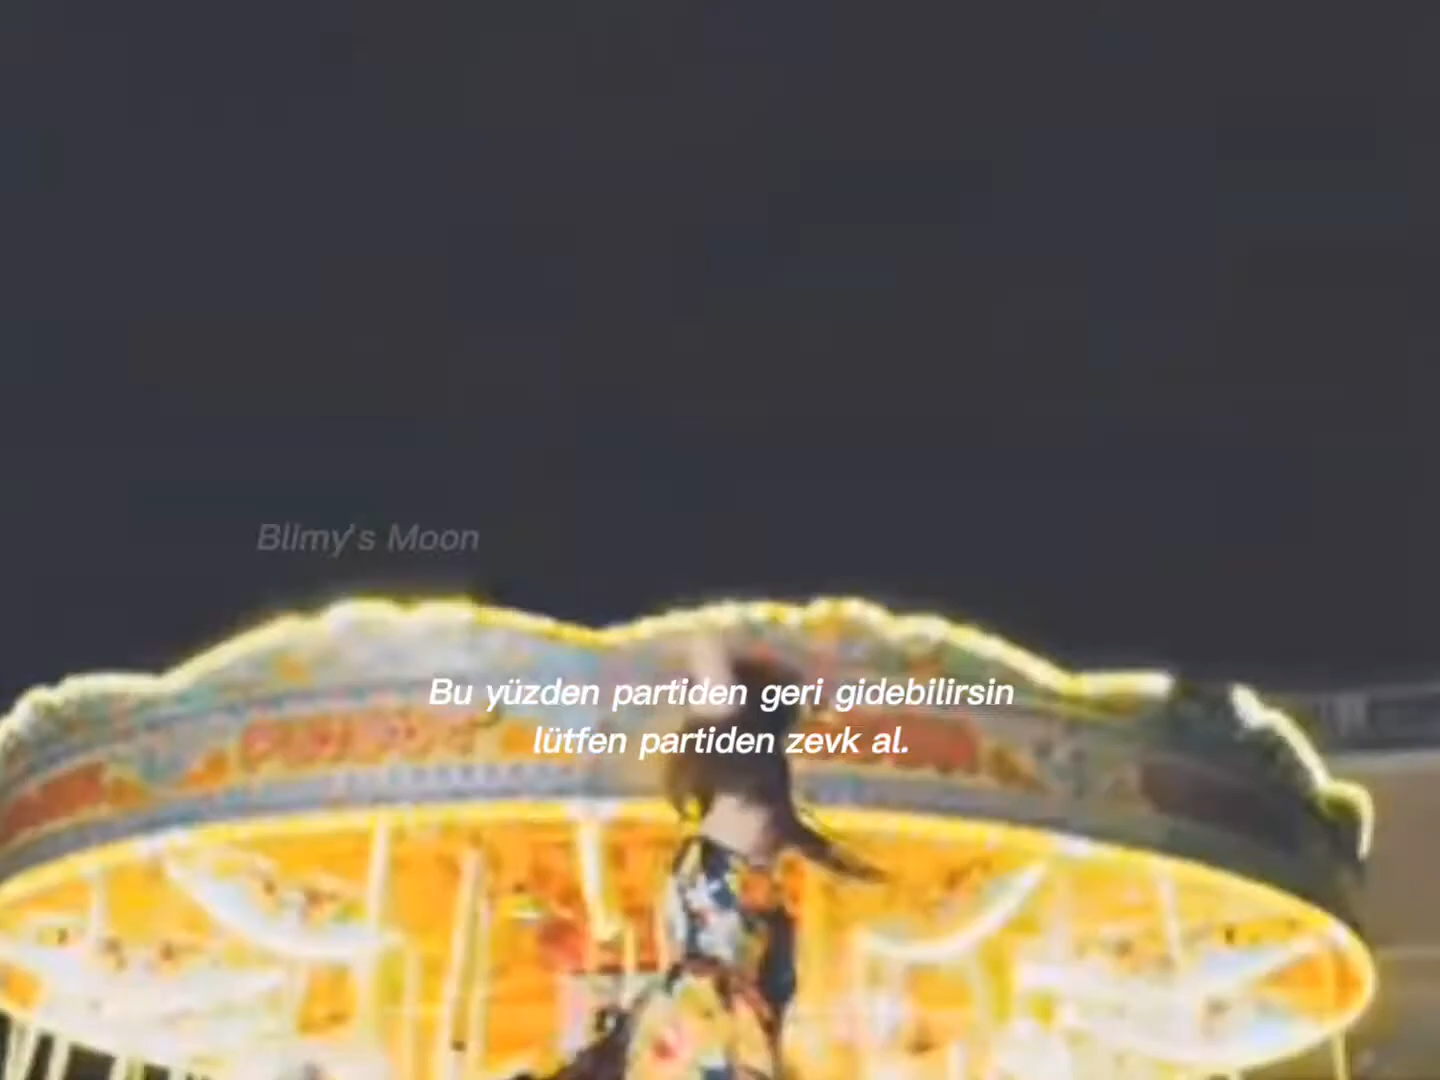 Blimy's Moon
Bu yüzden partiden geri gidebilirsin
lütfen partiden zevk al.